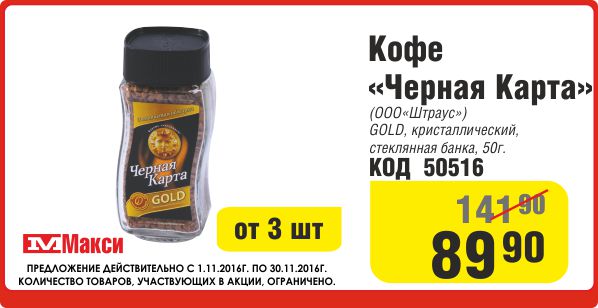 Черная
Карта
GOLD
Макси
от 3 шт
ПРЕДЛОЖЕНИЕ ДЕЙСТВИТЕЛЬНО С 1.11.2016Г. ПО 30.11.2016Г.
КОЛИЧЕСТВО ТОВАРОВ, УЧАСТВУЮЩИХ В АКЦИИ, ОГРАНИЧЕНО.
Кофе
«Черная Карта»
(ООО«Штраус»)
GOLD, кристаллический,
стеклянная банка, 50г.
КОД 50516
141 90
89 90